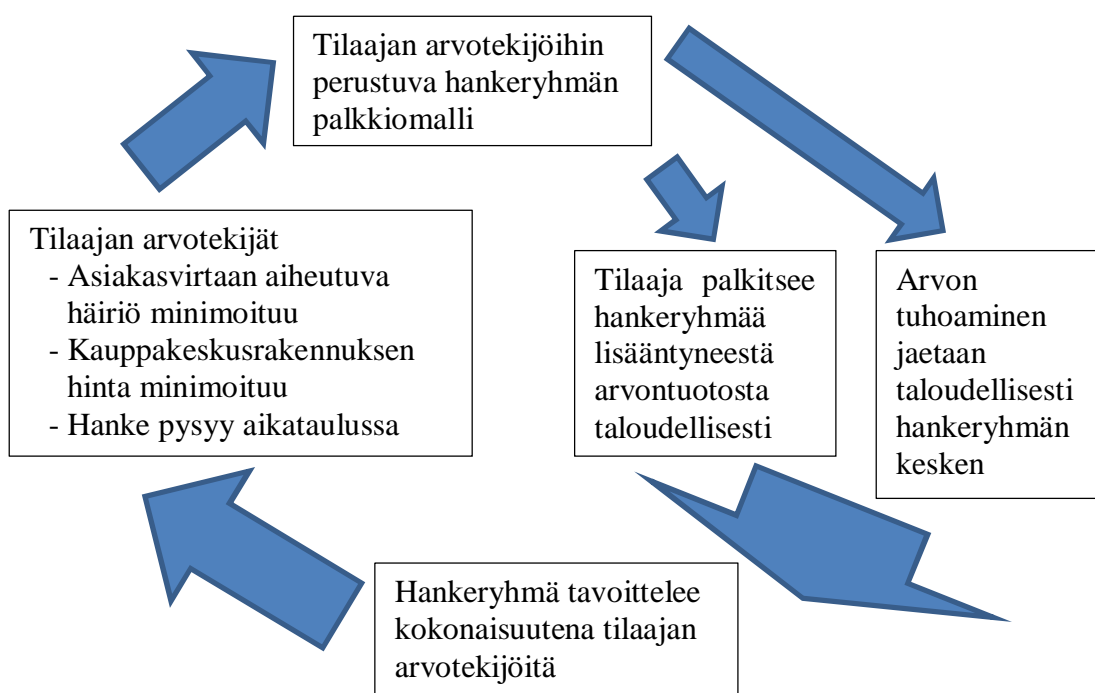 Tilaajan arvotekijöihin
perustuva hankeryhmän
palkkiomalli
Tilaajan arvotekijät
- Asiakasvirtaan aiheutuva
häiriö minimoituu
- Kauppakeskusrakennuksen
hinta minimoituu
- Hanke pysyy aikataulussa
Tilaaja palkitsee
hankeryhmää
lisääntyneestä
arvontuotosta
taloudellisesti
Arvon
tuhoaminen
jaetaan
taloudellisesti
hankeryhmän
kesken
Hankeryhmä tavoittelee
kokonaisuutena tilaajan
arvotekijöitä